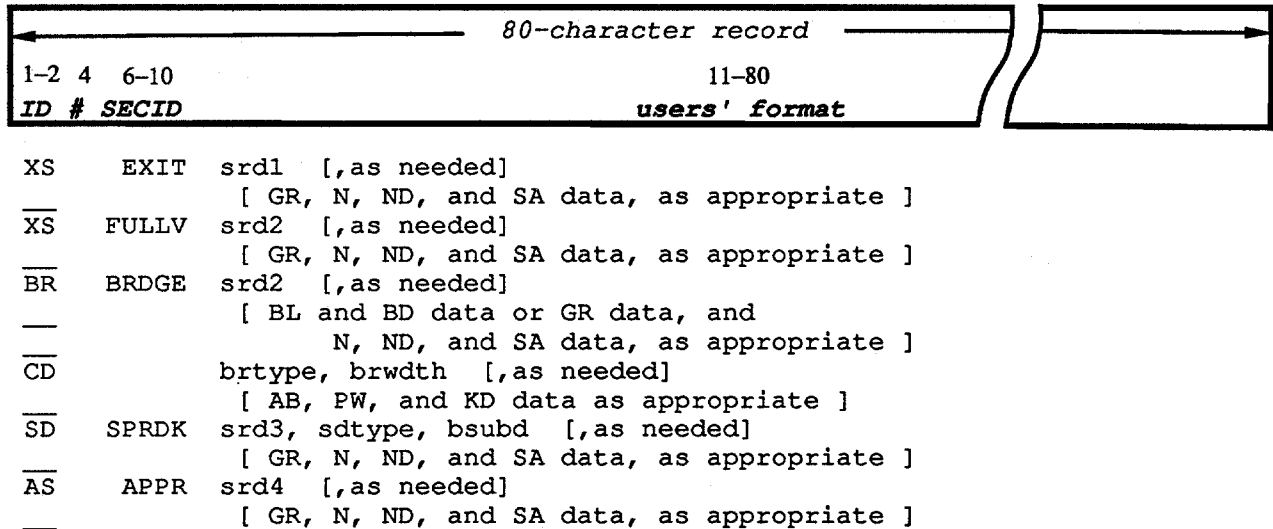 80-character record
1–2 4 6–10 11–80
ID # SECID users' format
XS EXIT srd1 [,as needed]
[ GR, N, ND, and SA data, as appropriate ]
XS FULLV srd2 [,as needed]
[ GR, N, ND, and SA data, as appropriate ]
BR BRDGE srd2 [,as needed]
[ BL and BD data or GR data, and
N, ND, and SA data, as appropriate ]
CD brtype, brwdth [,as needed]
[ AB, PW, and KD data as appropriate ]
SD SPRDK srd3, sdtype, bsubd [,as needed]
[ GR, N, ND, and SA data, as appropriate ]
AS APPR srd4 [,as needed]
[ GR, N, ND, and SA data, as appropriate ]